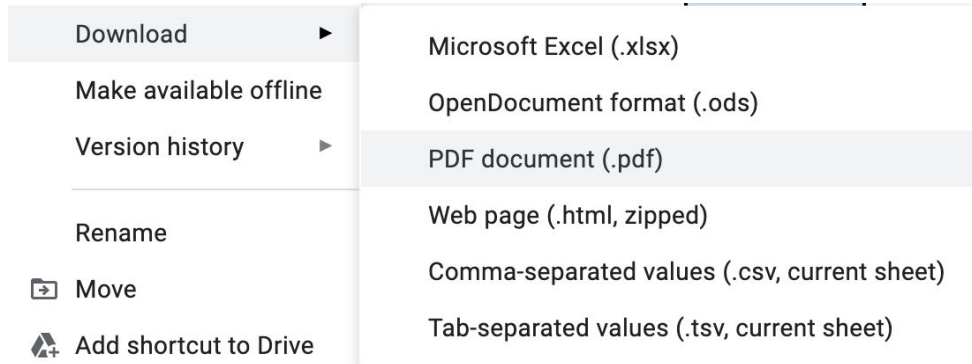 Download
Make available offline
Version history
Rename
Move
Add shortcut to Drive
Microsoft Excel (.xlsx)
OpenDocument format (.ods)
PDF document (.pdf)
Web page (.html, zipped)
Comma-separated values (.csv, current sheet)
Tab-separated values (.tsv, current sheet)